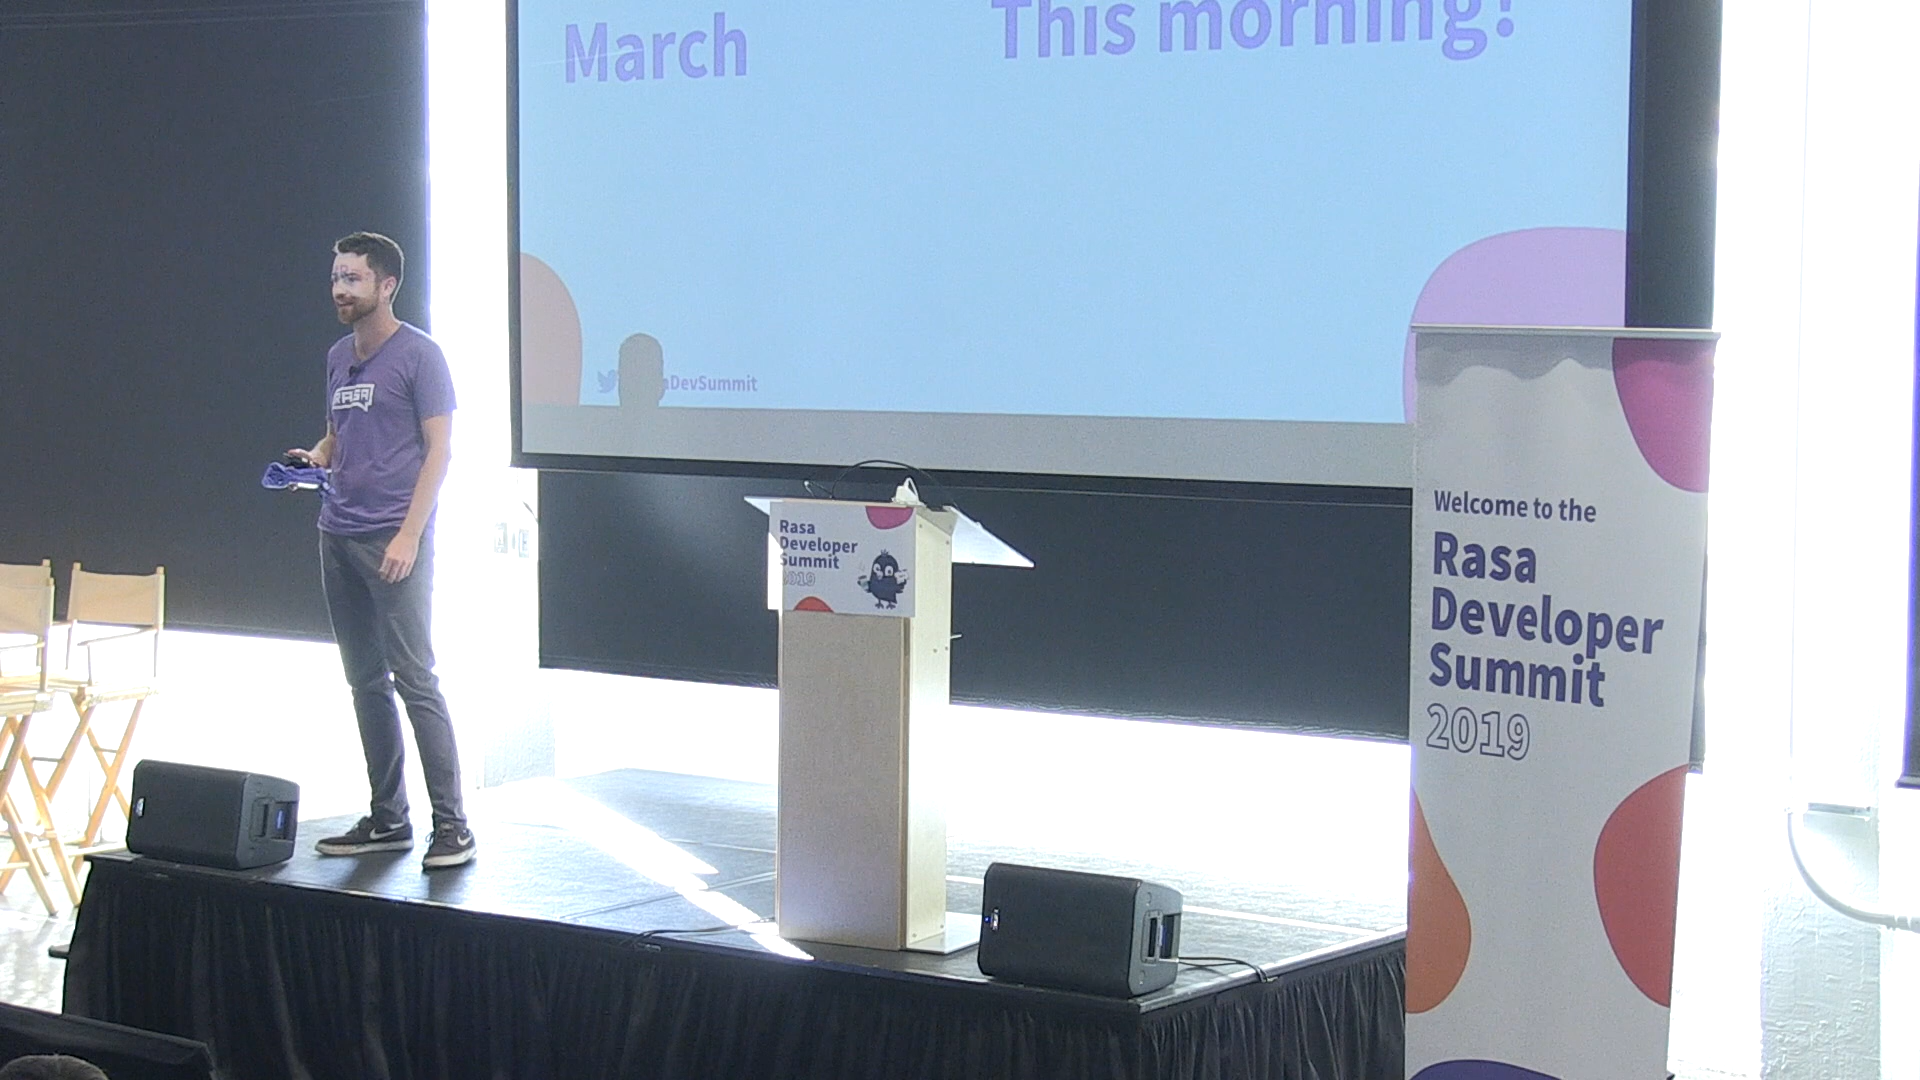 March
This morning!
DevSummit
RASA
Rasa
Developer
Summit
2019
Welcome to the
Rasa
Developer
Summit
2019